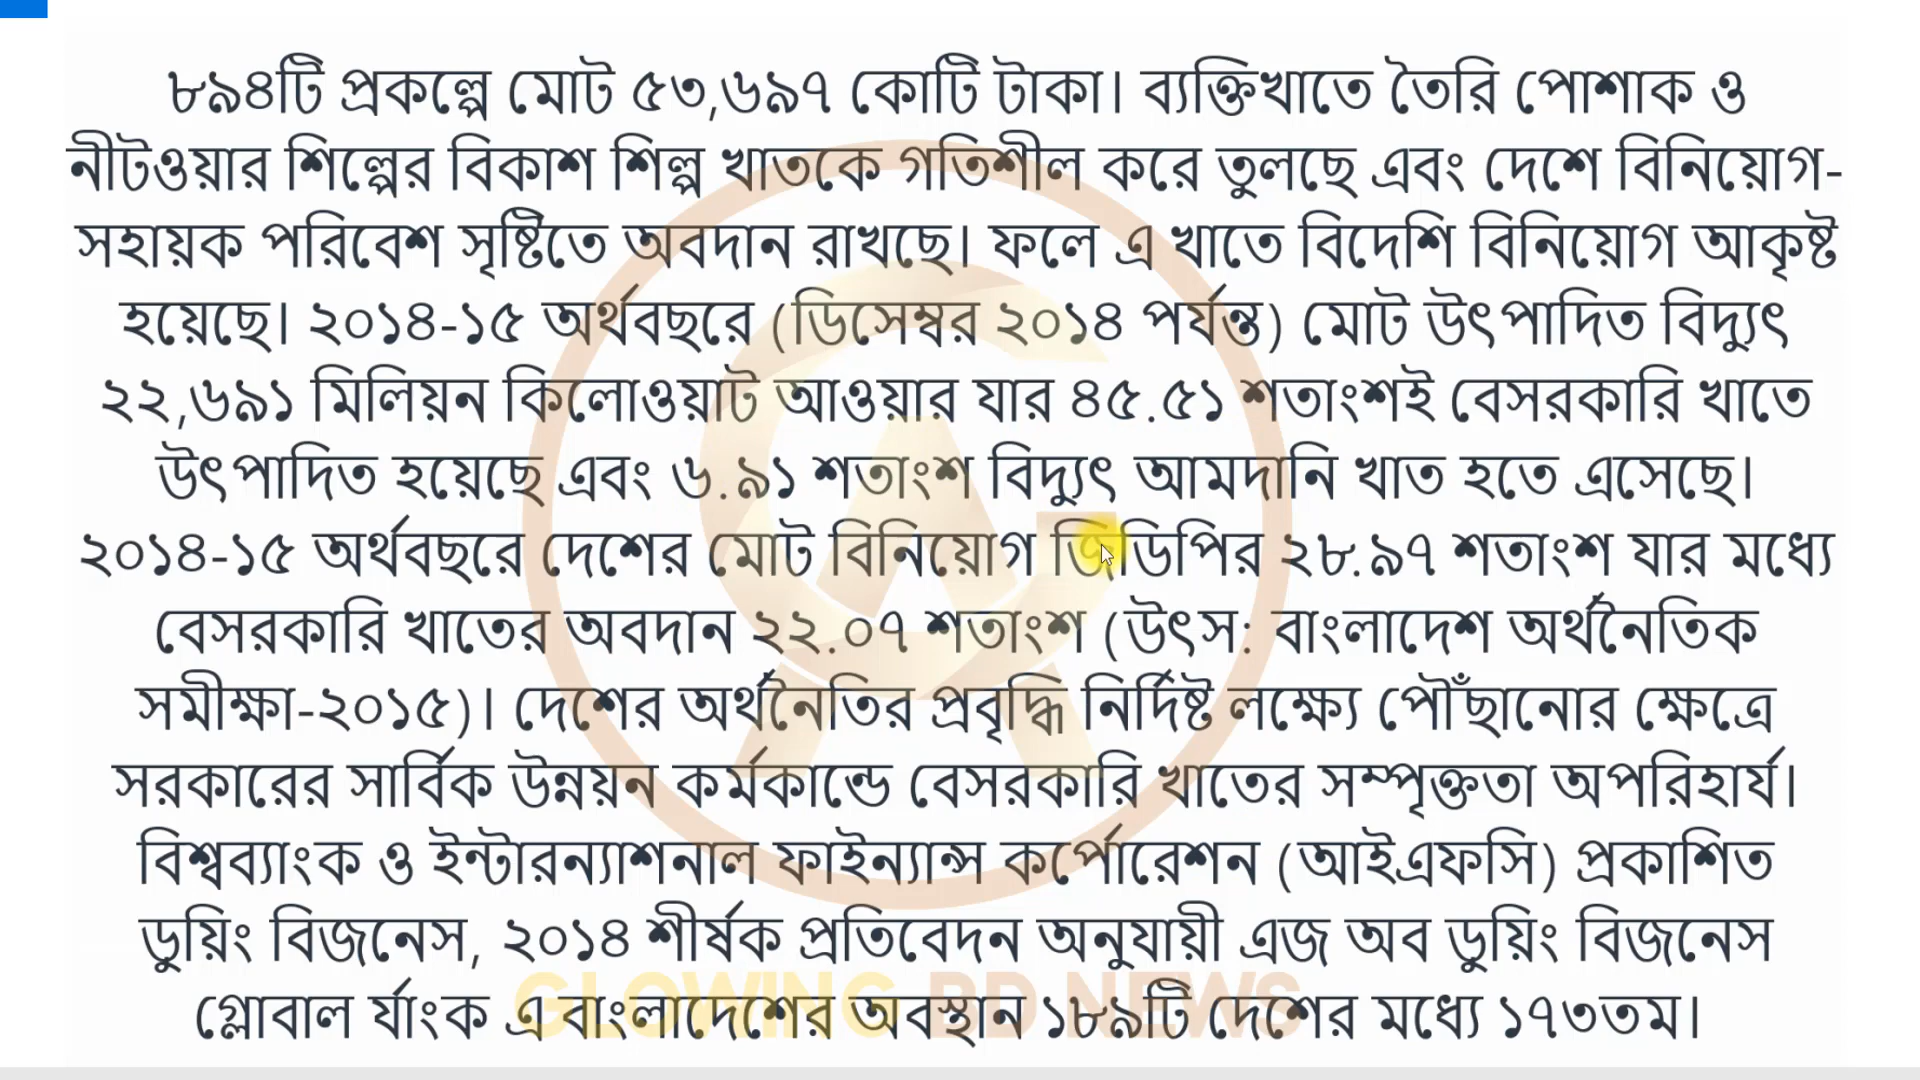 ৮৯৪টি প্রকল্পে মোট ৫৩,৬৯৭ কোটি টাকা। ব্যক্তিখাতে তৈরি পোশাক ও
নীটওয়ার শিল্পের বিকাশ শিল্প খাতকে গতিশীল করে তুলছে এবং দেশে বিনিয়োগ-
সহায়ক পরিবেশ সৃষ্টিতে অবদান রাখছে। ফলে এ খাতে বিদেশি বিনিয়োগ আকৃষ্ট
হয়েছে। ২০১৪-১৫ অর্থবছরে (ডিসেম্বর ২০১৪ পর্যন্ত) মোট উৎপাদিত বিদ্যুৎ
২২,৬৯১ মিলিয়ন কিলোওয়াট আওয়ার যার ৪৫.৫১ শতাংশই বেসরকারি খাতে
উৎপাদিত হয়েছে এবং ৬.৯১ শতাংশ বিদ্যুৎ আমদানি খাত হতে এসেছে।
২০১৪-১৫ অর্থবছরে দেশের মোট বিনিয়োগ জিডিপির ২৮.৯৭ শতাংশ যার মধ্যে
বেসরকারি খাতের অবদান ২২.০৭ শতাংশ (উৎস: বাংলাদেশ অর্থনৈতিক
সমীক্ষা-২০১৫)। দেশের অর্থনৈতির প্রবৃদ্ধি নির্দিষ্ট লক্ষ্যে পৌঁছানোর ক্ষেত্রে
সরকারের সার্বিক উন্নয়ন কর্মকান্ডে বেসরকারি খাতের সম্পৃক্ততা অপরিহার্য।
বিশ্বব্যাংক ও ইন্টারন্যাশনাল ফাইন্যান্স কর্পোরেশন (আইএফসি) প্রকাশিত
ডুয়িং বিজনেস, ২০১৪ শীর্ষক প্রতিবেদন অনুযায়ী এজ অব ডুয়িং বিজনেস
গ্লোবাল র্যাংক এ বাংলাদেশের অবস্থান ১৮৯টি দেশের মধ্যে ১৭৩তম।
GLOWING BD NEWS